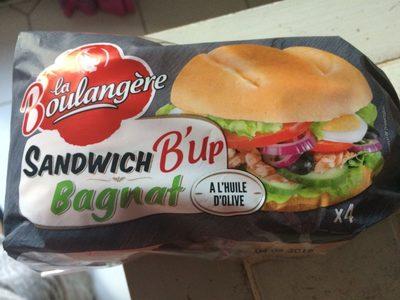 la
Boulangère
SANDWICH B'Up
Bagnat
A L'HUILE
D'OLIVE
x4